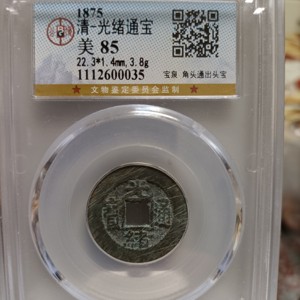 1875
清-光绪通宝
美 85
22.3*1.4mm,3.8g
1112600035
宝泉 角头通出头宝
★ 文物鉴定委员会监制 ★
光
寶 通
緒